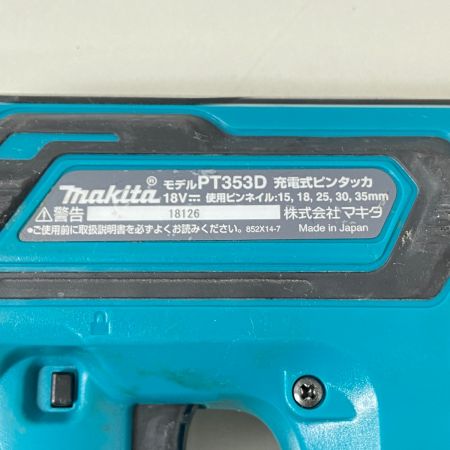 makita® モデルPT353D 充電式ピンタッカ
18V⎓ 使用ピンネイル:15, 18, 25, 30, 35mm
⚠警告 18126 株式会社マキタ
•ご使用前に取扱説明書を必ずよくお読みください。 852X14-7 Made in Japan